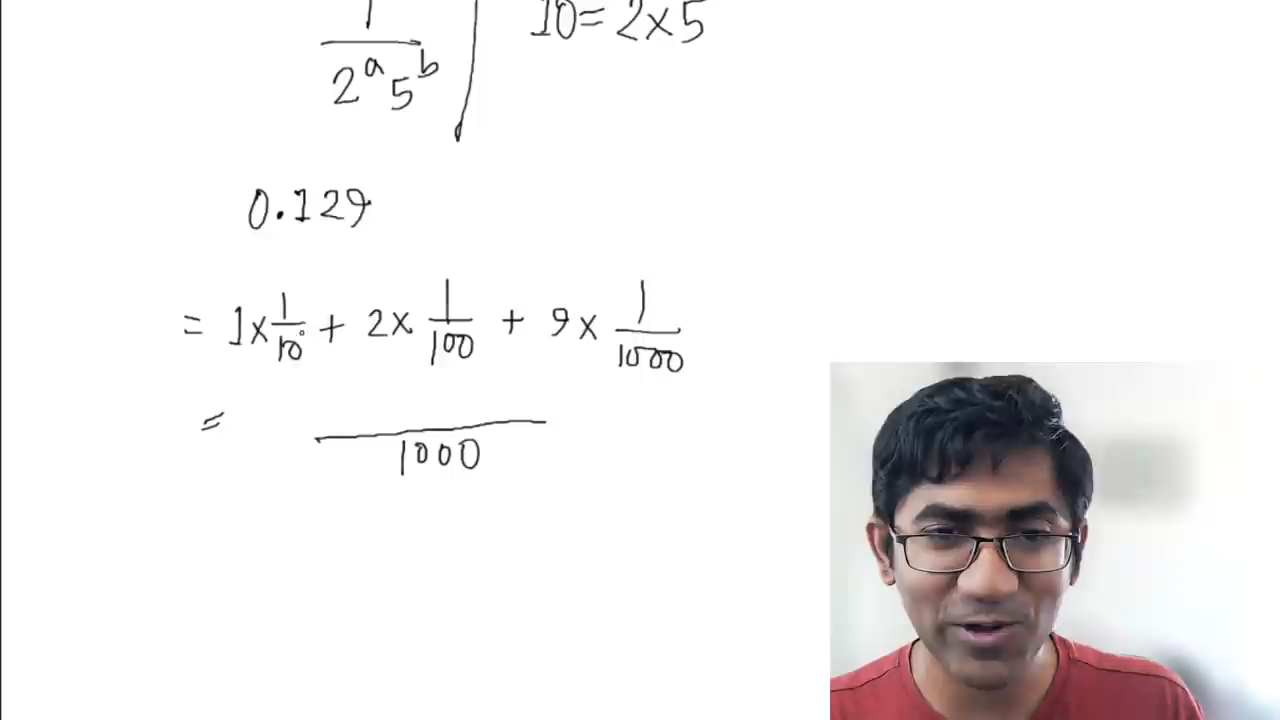 1
2^a 5^b
10 = 2 x 5
0.129
= 1 x 1/10 + 2 x 1/100 + 9 x 1/1000
=
1000